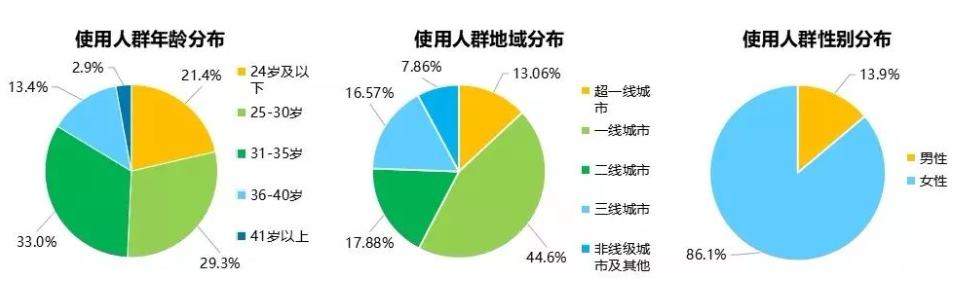 使用人群年龄分布
2.9%
13.4%
21.4%
33.0%
29.3%
24岁及以
下
25-30岁
31-35岁
36-40岁
41岁以上
使用人群地域分布
7.86%
13.06%
16.57%
17.88%
44.6%
超一线城
市
一线城市
二线城市
三线城市
非线级城
市及其他
使用人群性别分布
13.9%
86.1%
男性
女性